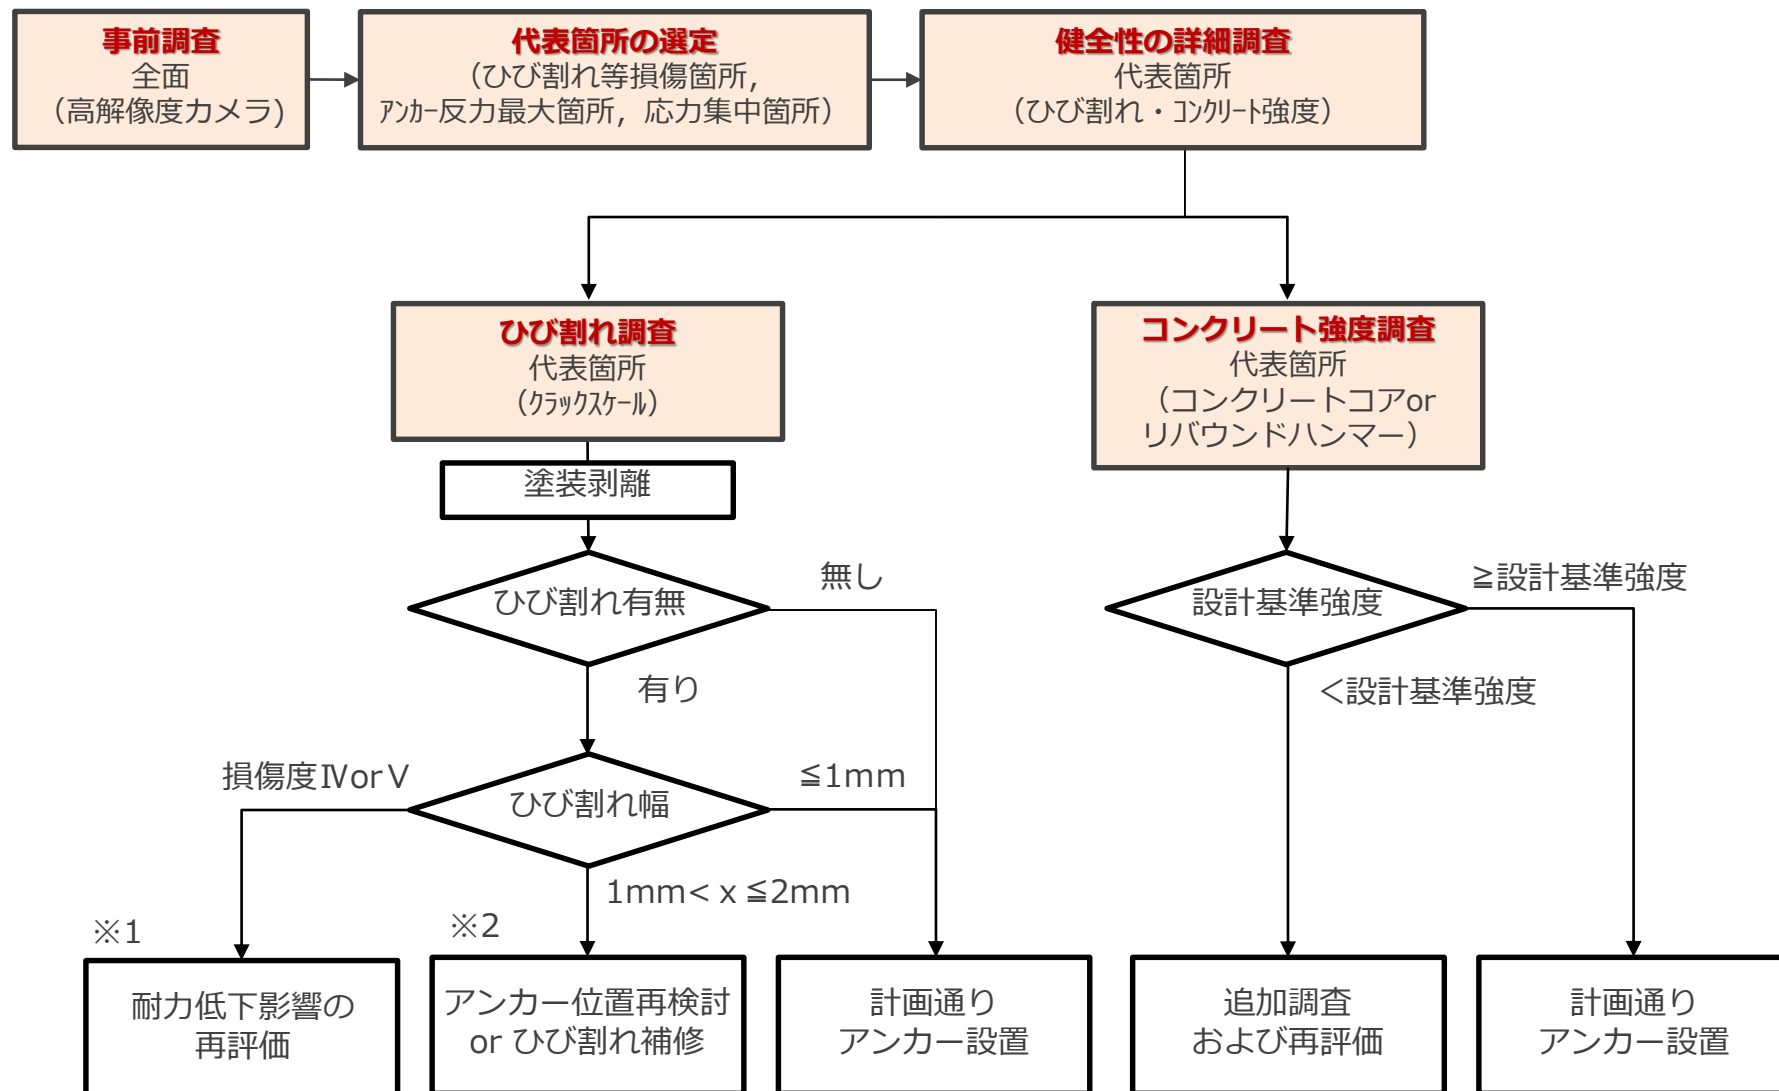 事前調査
全面
（高解像度カメラ)
代表箇所の選定
（ひび割れ等損傷箇所，
ｱﾝｶｰ反力最大箇所，応力集中箇所）
健全性の詳細調査
代表箇所
（ひび割れ・ｺﾝｸﾘｰﾄ強度）
ひび割れ調査
代表箇所
（ｸﾗｯｸｽｹｰﾙ）
コンクリート強度調査
代表箇所
（コンクリートコアor
リバウンドハンマー）
塗装剥離
ひび割れ有無
無し
有り
設計基準強度
≧設計基準強度
＜設計基準強度
損傷度ⅣorⅤ
ひび割れ幅
≦1mm
1mm< x ≦2mm
※1
※2
耐力低下影響の
再評価
アンカー位置再検討
or ひび割れ補修
計画通り
アンカー設置
追加調査
および再評価
計画通り
アンカー設置